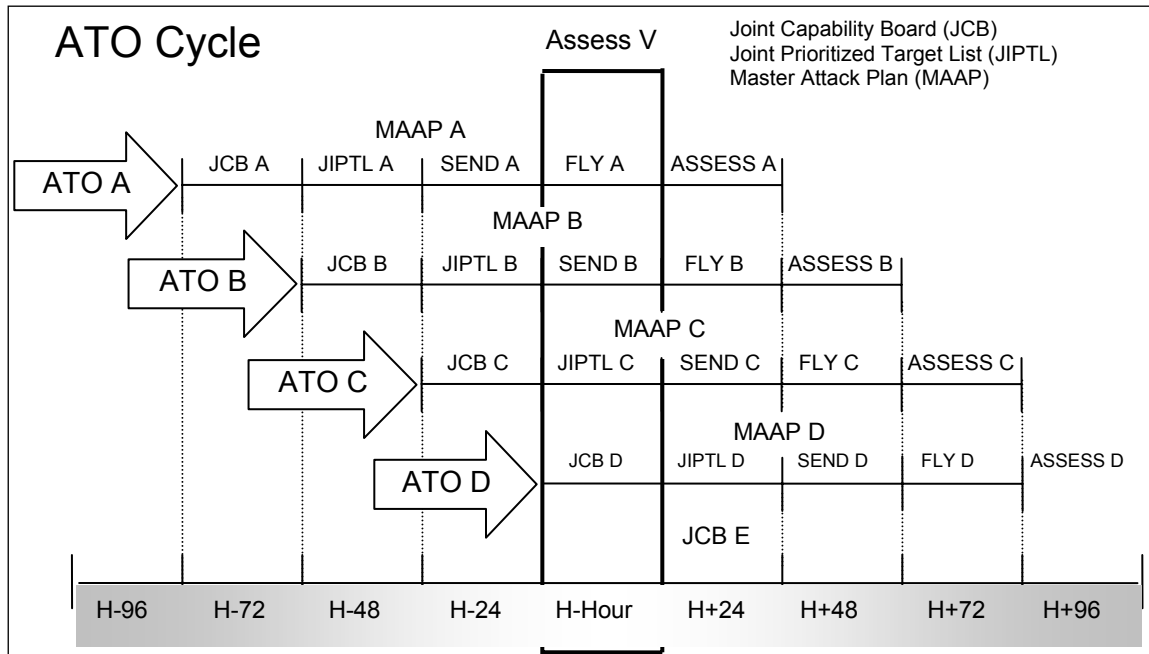 ATO Cycle
Assess V
Joint Capability Board (JCB)
Joint Prioritized Target List (JIPTL)
Master Attack Plan (MAAP)
MAAP A
ATO A
JCB A
JIPTL A
SEND A
FLY A
ASSESS A
MAAP B
ATO B
JCB B
JIPTL B
SEND B
FLY B
ASSESS B
MAAP C
ATO C
JCB C
JIPTL C
SEND C
FLY C
ASSESS C
MAAP D
ATO D
JCB D
JIPTL D
SEND D
FLY D
ASSESS D
JCB E
H-96
H-72
H-48
H-24
H-Hour
H+24
H+48
H+72
H+96